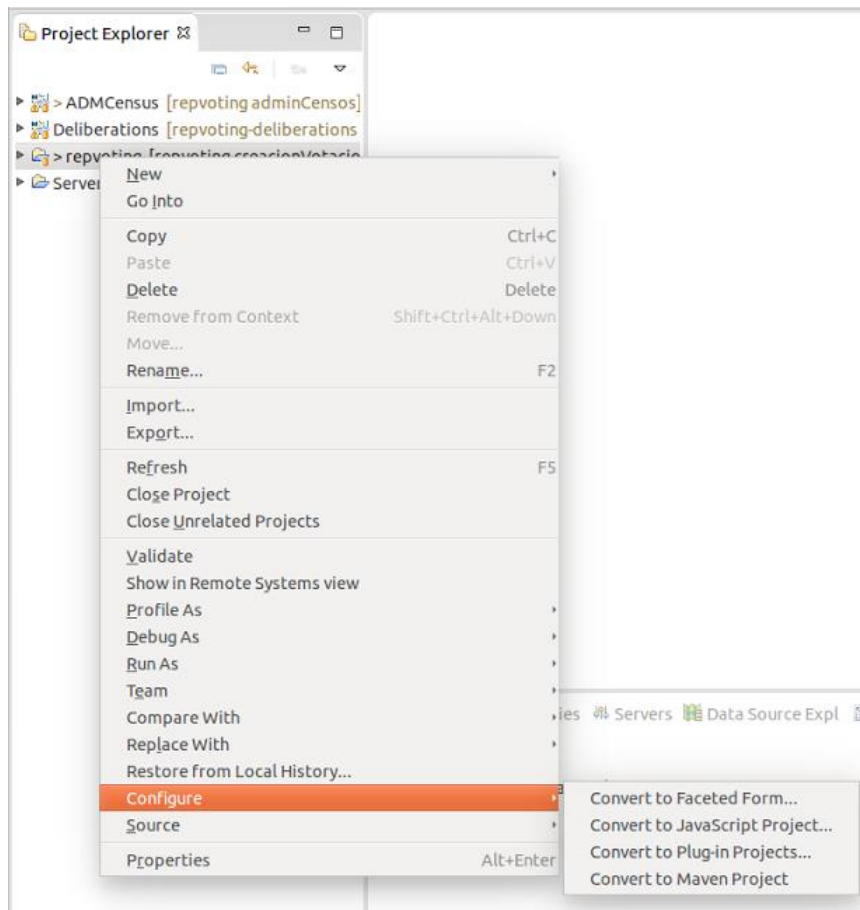 Project Explorer
> ADMCensus [repvoting adminCensos]
Deliberations [repvoting-deliberations
> repvoting [repvoting creacionVotacio
Server
New
Go Into
Copy Ctrl+C
Paste Ctrl+V
Delete Delete
Remove from Context Shift+Ctrl+Alt+Down
Move...
Rename... F2
Import...
Export...
Refresh F5
Close Project
Close Unrelated Projects
Validate
Show in Remote Systems view
Profile As
Debug As
Run As
Team
Compare With
ies Servers Data Source Expl
Replace With
Restore from Local History...
Configure
Convert to Faceted Form...
Source
Convert to JavaScript Project...
Convert to Plug-in Projects...
Properties Alt+Enter
Convert to Maven Project